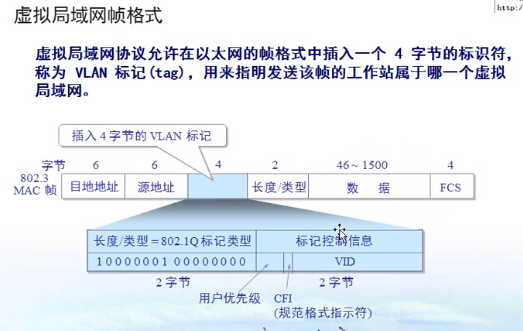 http:/
虚拟局域网帧格式
虚拟局域网协议允许在以太网的帧格式中插入一个 4 字节的标识符,
称为 VLAN 标记(tag), 用来指明发送该帧的工作站属于哪一个虚拟
局域网。
插入 4 字节的 VLAN 标记
字节 6 6 4 2 46~1500 4
802.3
MAC 帧 目地地址 源地址 长度/类型 数 据 FCS
长度/类型=802.1Q 标记类型 标记控制信息
1 0 0 0 0 0 0 1 0 0 0 0 0 0 0 0 VID
2 字节 2 字节
用户优先级 CFI
(规范格式指示符)